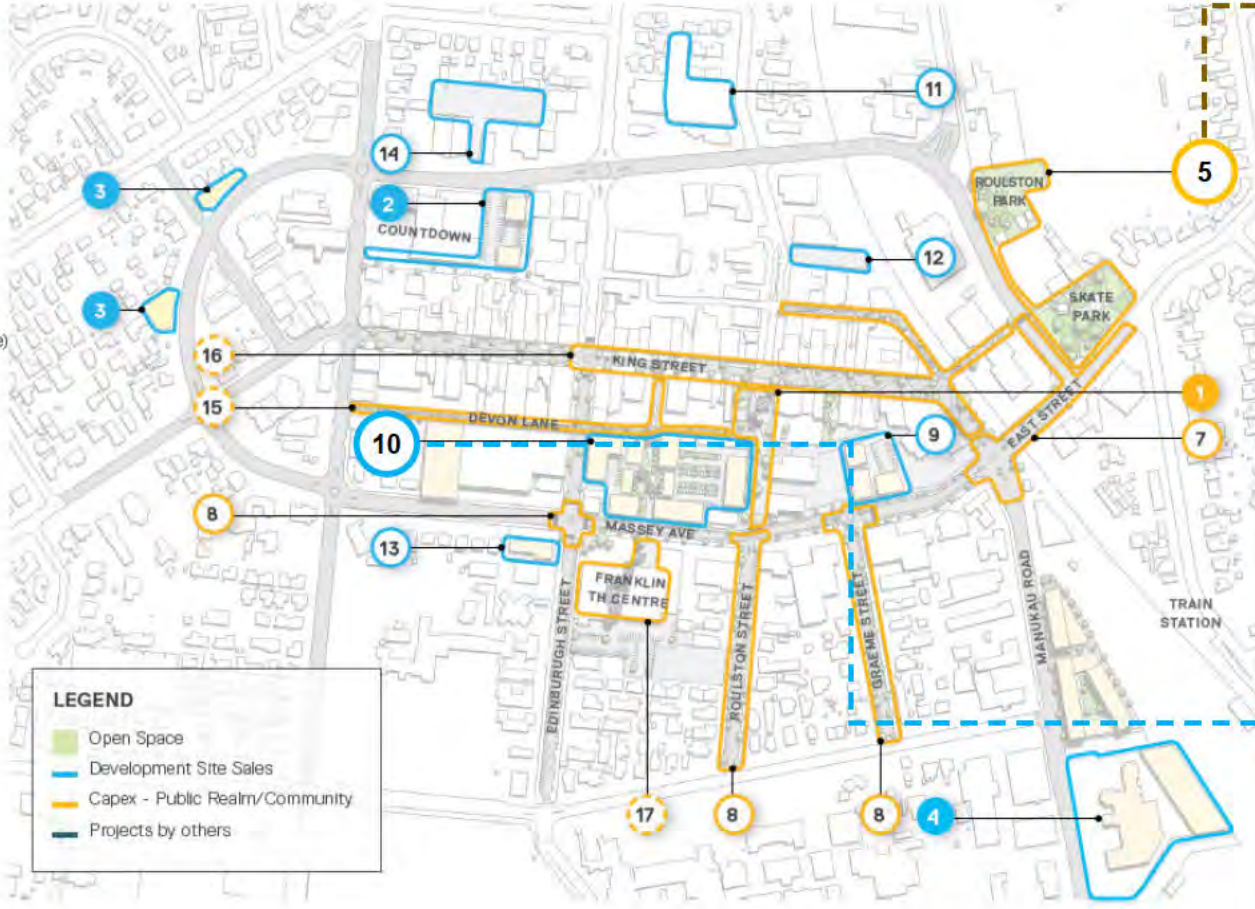 11
14
3
5
ROULSTON
PARK
2
COUNTDOWN
12
3
SKATE
PARK
e)
16
KING STREET
1
15
DEVON LANE
EAST STREET
10
9
7
8
MASSEY AVE
13
FRANKLIN
TH CENTRE
EDINBURUGH STREET
ROULSTON STREET
GRAEME STREET
MANUKAU ROAD
TRAIN
STATION
17
8
8
4
LEGEND
Open Space
Development Site Sales
Capex - Public Realm/Community
Projects by others